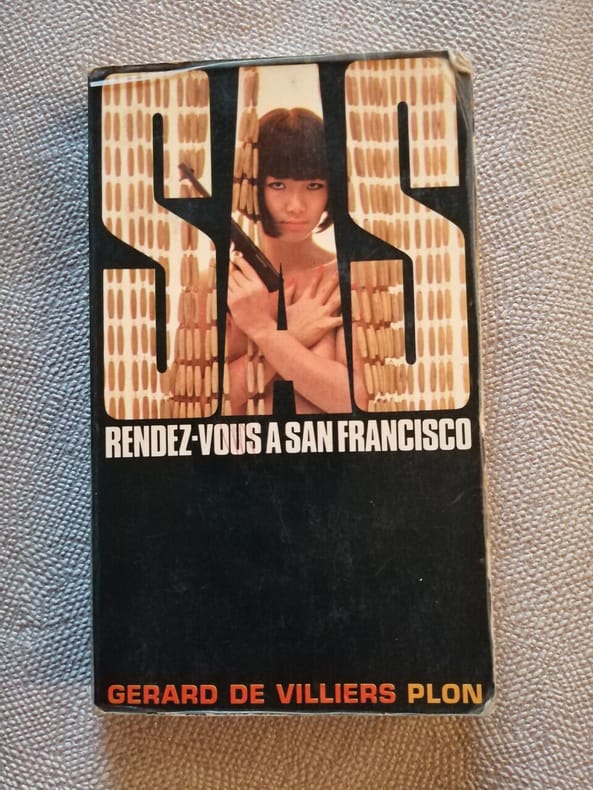 SAS
RENDEZ-VOUS A SAN FRANCISCO
GERARD DE VILLIERS PLON